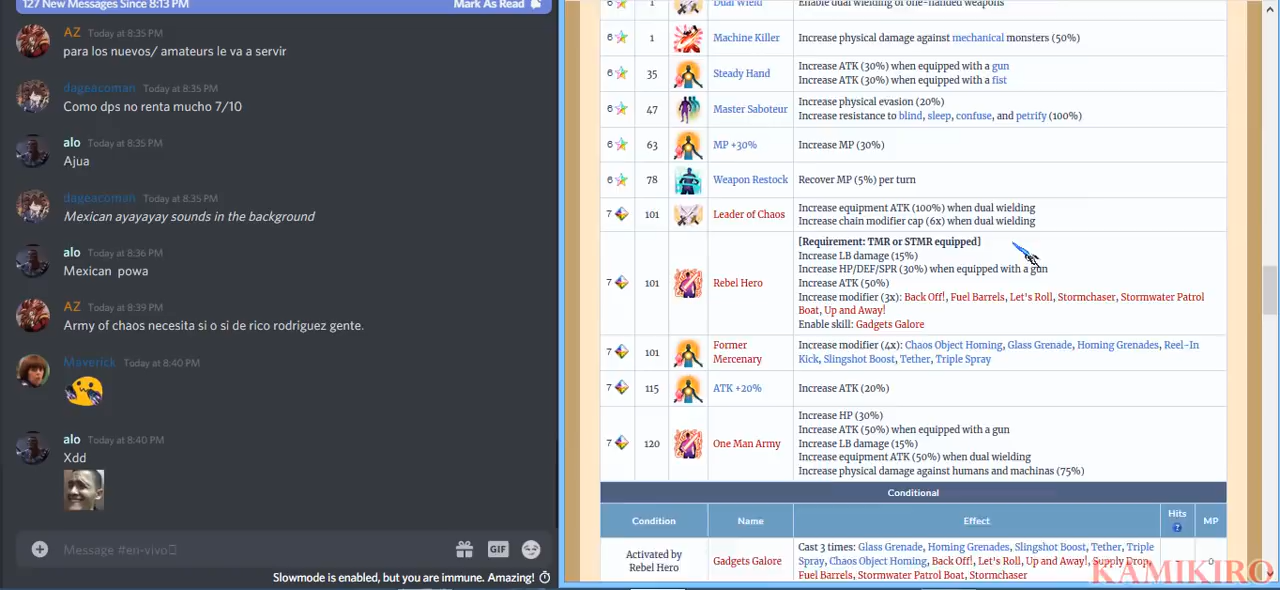 127 New Messages Since 8:13 PM
Mark As Read
AZ Today at 8:35 PM
para los nuevos/ amateurs le va a servir
dageacoman Today at 8:35 PM
Como dps no renta mucho 7/10
alo Today at 8:35 PM
Ajua
dageacoman Today at 8:35 PM
Mexican ayayayay sounds in the background
alo Today at 8:36 PM
Mexican powa
AZ Today at 8:39 PM
Army of chaos necesita si o si de rico rodriguez gente.
Maverick Today at 8:40 PM
alo Today at 8:40 PM
Xdd
Message #en-vivo
GIF
Slowmode is enabled, but you are immune. Amazing!
6 1 Dual Wield Enable dual wielding of one-handed weapons
6 1 Machine Killer Increase physical damage against mechanical monsters (50%)
6 35 Steady Hand Increase ATK (30%) when equipped with a gun
Increase ATK (30%) when equipped with a fist
6 47 Master Saboteur Increase physical evasion (20%)
Increase resistance to blind, sleep, confuse, and petrify (100%)
6 63 MP +30% Increase MP (30%)
6 78 Weapon Restock Recover MP (5%) per turn
7 101 Leader of Chaos Increase equipment ATK (100%) when dual wielding
Increase chain modifier cap (6x) when dual wielding
7 101 Rebel Hero [Requirement: TMR or STMR equipped]
Increase LB damage (15%)
Increase HP/DEF/SPR (30%) when equipped with a gun
Increase ATK (50%)
Increase modifier (3x): Back Off!, Fuel Barrels, Let's Roll, Stormchaser, Stormwater Patrol
Boat, Up and Away!
Enable skill: Gadgets Galore
7 101 Former Mercenary Increase modifier (4x): Chaos Object Homing, Glass Grenade, Homing Grenades, Reel-In
Kick, Slingshot Boost, Tether, Triple Spray
7 115 ATK +20% Increase ATK (20%)
7 120 One Man Army Increase HP (30%)
Increase ATK (50%) when equipped with a gun
Increase LB damage (15%)
Increase equipment ATK (50%) when dual wielding
Increase physical damage against humans and machinas (75%)
Conditional
Condition Name Effect Hits ? MP
Activated by Rebel Hero Gadgets Galore Cast 3 times: Glass Grenade, Homing Grenades, Slingshot Boost, Tether, Triple
Spray, Chaos Object Homing, Back Off!, Let's Roll, Up and Away!, Supply Drop,
Fuel Barrels, Stormwater Patrol Boat, Stormchaser
0
KAMIKIRO